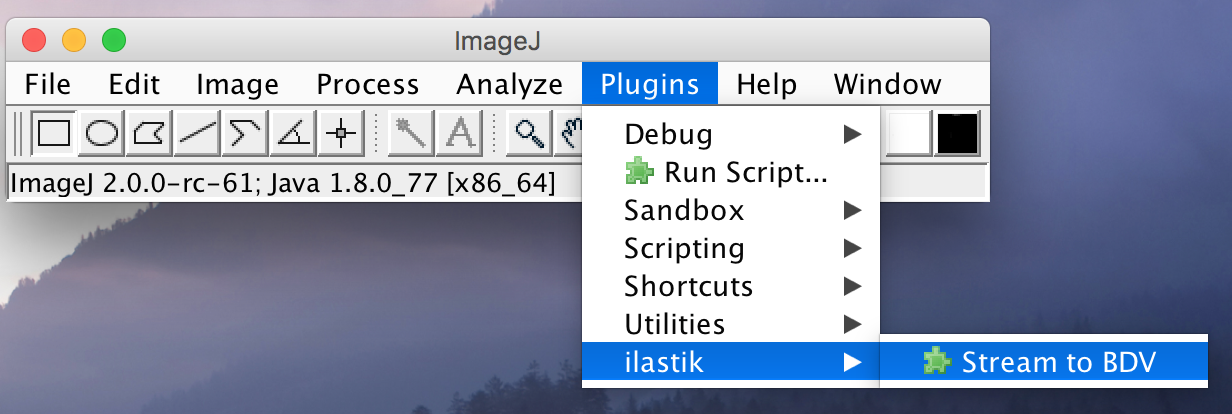 ImageJ
File Edit Image Process Analyze Plugins Help Window
ImageJ 2.0.0-rc-61; Java 1.8.0_77 [x86_64]
Debug
Run Script...
Sandbox
Scripting
Shortcuts
Utilities
ilastik
Stream to BDV